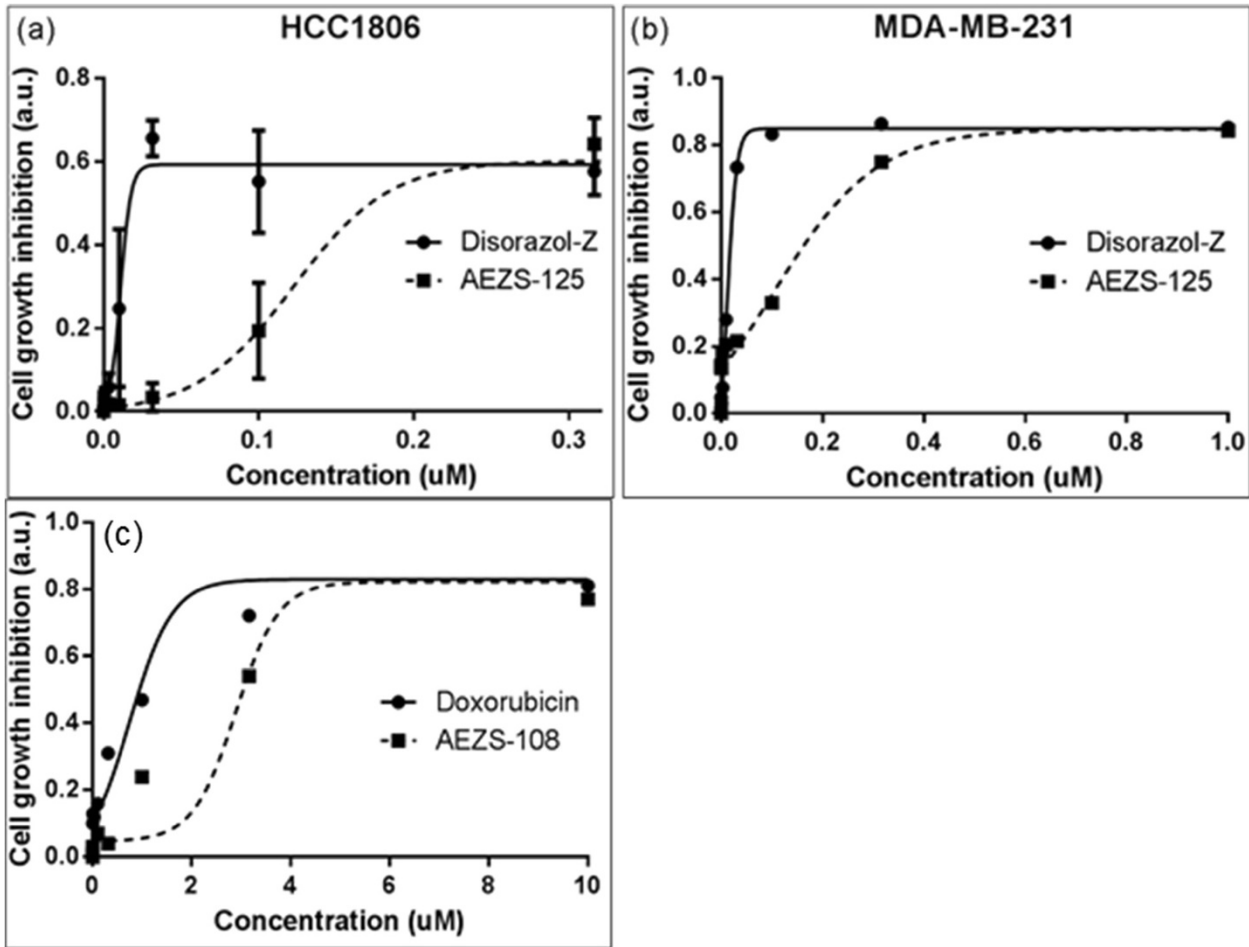 (a) HCC1806
Cell growth inhibition (a.u.)
0.8
0.6
0.4
0.2
0.0
Disorazol-Z
AEZS-125
0.0 0.1 0.2 0.3
Concentration (uM)
(b) MDA-MB-231
Cell growth inhibition (a.u.)
1.0
0.8
0.6
0.4
0.2
0.0
Disorazol-Z
AEZS-125
0.0 0.2 0.4 0.6 0.8 1.0
Concentration (uM)
(c)
Cell growth inhibition (a.u.)
1.0
0.8
0.6
0.4
0.2
0.0
Doxorubicin
AEZS-108
0 2 4 6 8 10
Concentration (uM)